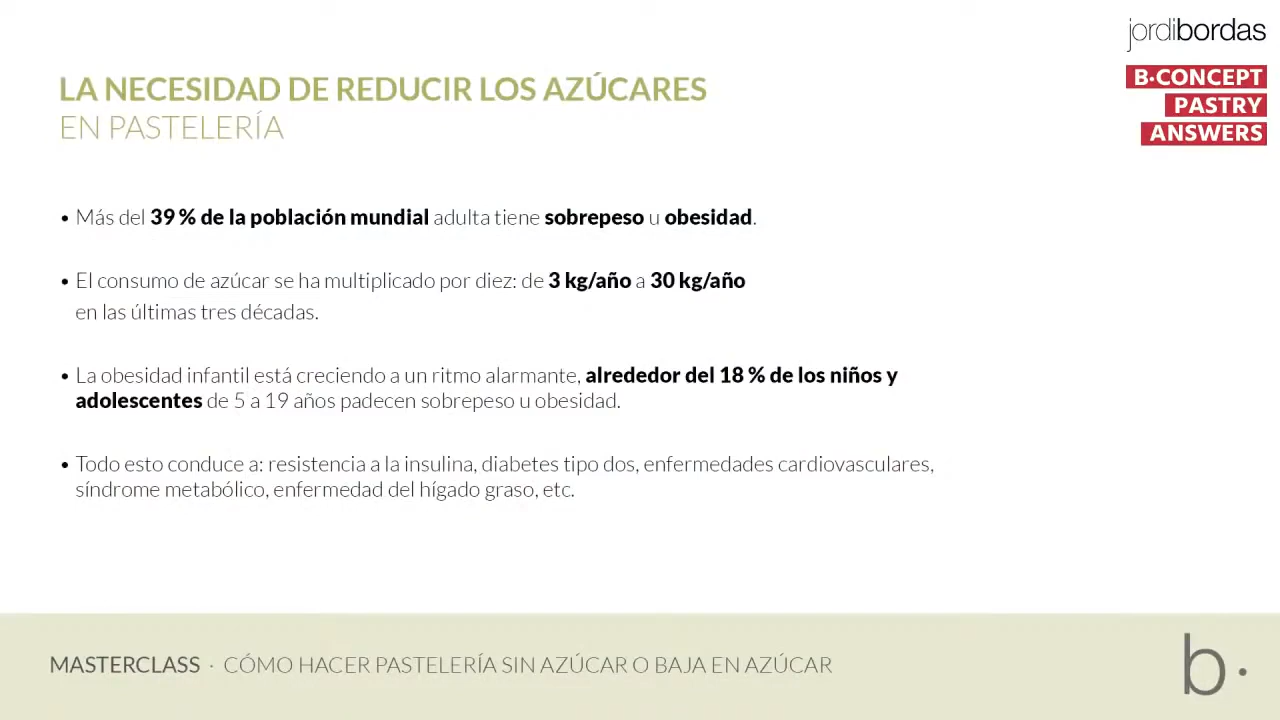 jordibordas
B·CONCEPT
PASTRY
ANSWERS
LA NECESIDAD DE REDUCIR LOS AZÚCARES
EN PASTELERÍA
• Más del 39 % de la población mundial adulta tiene sobrepeso u obesidad.
• El consumo de azúcar se ha multiplicado por diez: de 3 kg/año a 30 kg/año
en las últimas tres décadas.
• La obesidad infantil está creciendo a un ritmo alarmante, alrededor del 18 % de los niños y
adolescentes de 5 a 19 años padecen sobrepeso u obesidad.
• Todo esto conduce a: resistencia a la insulina, diabetes tipo dos, enfermedades cardiovasculares,
síndrome metabólico, enfermedad del hígado graso, etc.
MASTERCLASS · CÓMO HACER PASTELERÍA SIN AZÚCAR O BAJA EN AZÚCAR
b·